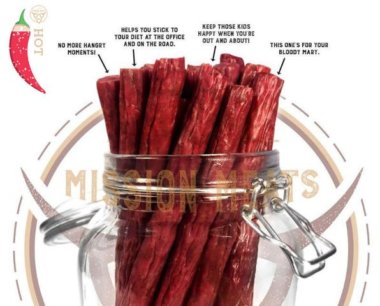 HOT
NO MORE HANGRY
MOMENTS!
HELPS YOU STICK TO
YOUR DIET AT THE OFFICE
AND ON THE ROAD.
KEEP THOSE KIDS
HAPPY WHEN YOU'RE
OUT AND ABOUT!
THIS ONE'S FOR YOUR
BLOODY MARY.
MISSION MEATS